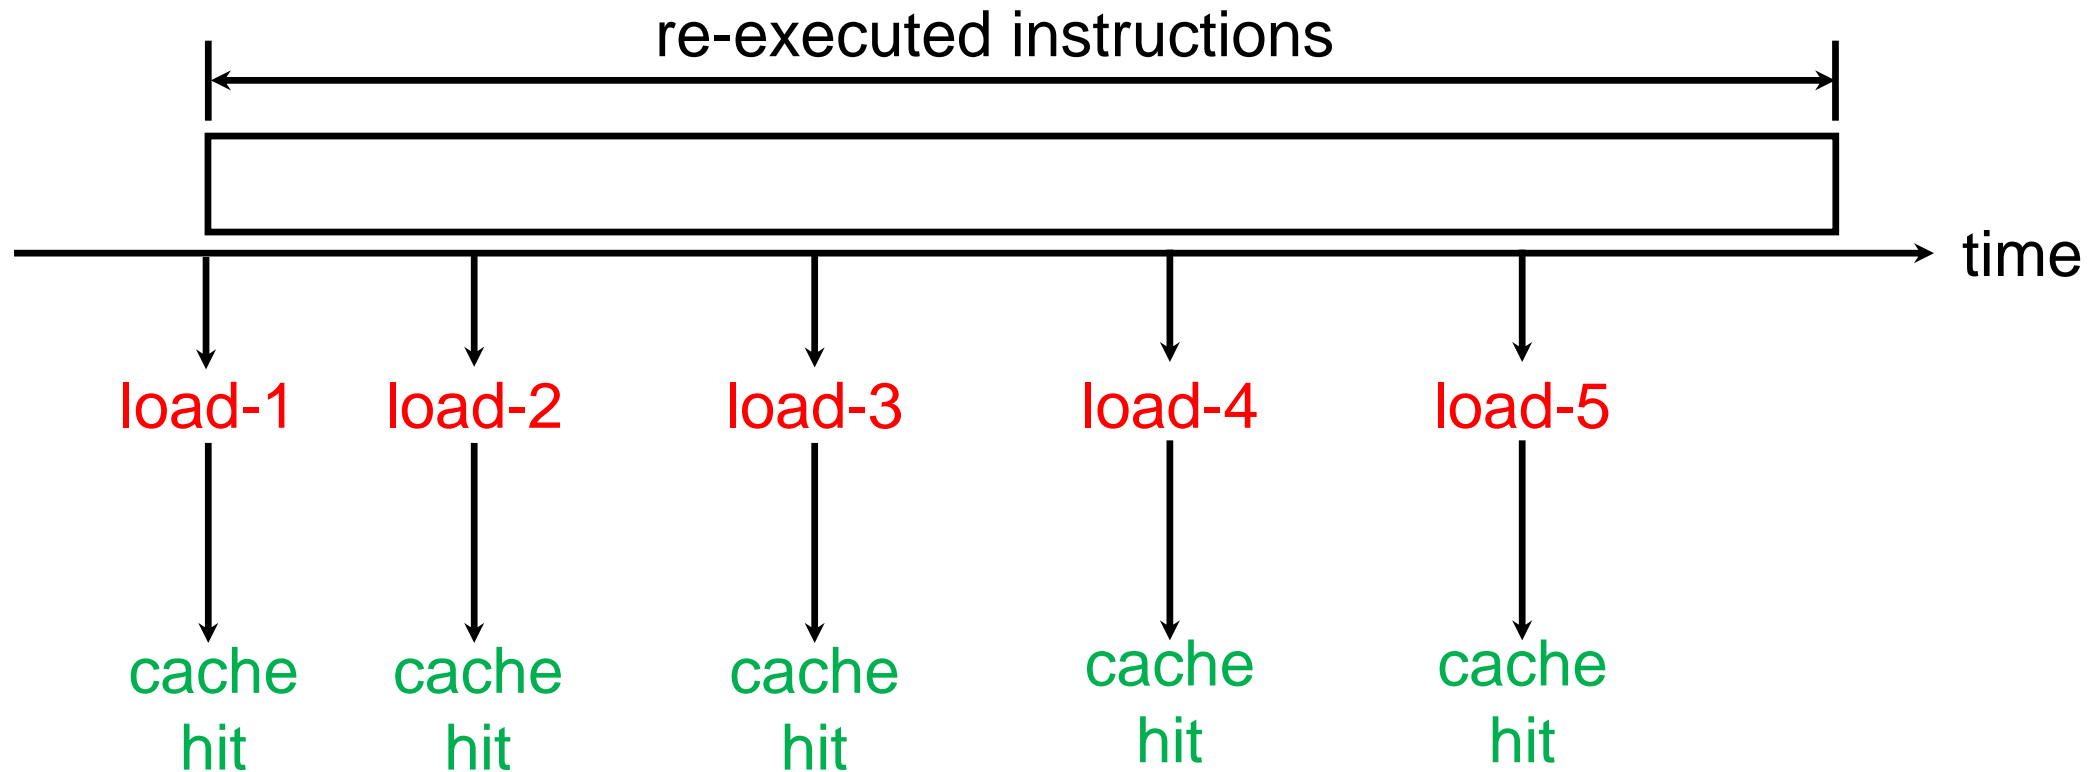 re-executed instructions
time
load-1 load-2 load-3 load-4 load-5
cache cache cache cache cache
hit hit hit hit hit